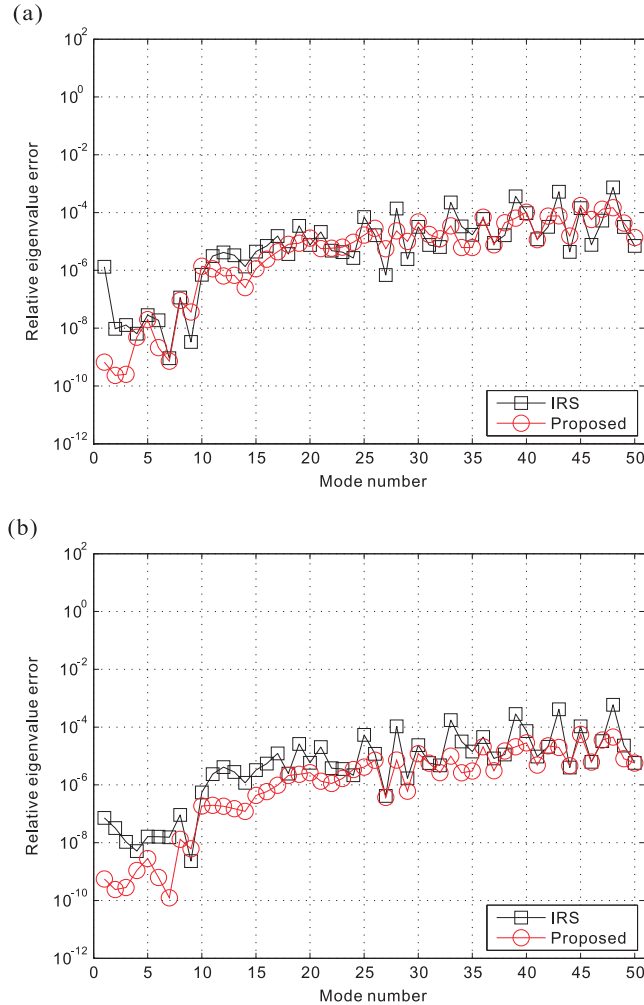 (a)
10^2
10^0
10^-2
10^-4
10^-6
10^-8
10^-10
10^-12
Relative eigenvalue error
0 5 10 15 20 25 30 35 40 45 50
Mode number
IRS
Proposed
(b)
10^2
10^0
10^-2
10^-4
10^-6
10^-8
10^-10
10^-12
Relative eigenvalue error
0 5 10 15 20 25 30 35 40 45 50
Mode number
IRS
Proposed